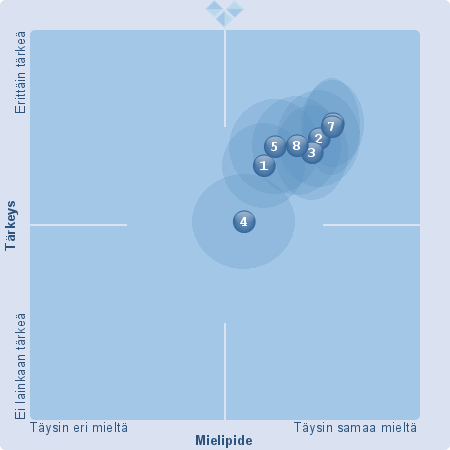 Erittäin tärkeä
7
2
5
8
3
1
4
Tärkeys
Ei lainkaan tärkeä
Täysin eri mieltä
Täysin samaa mieltä
Mielipide